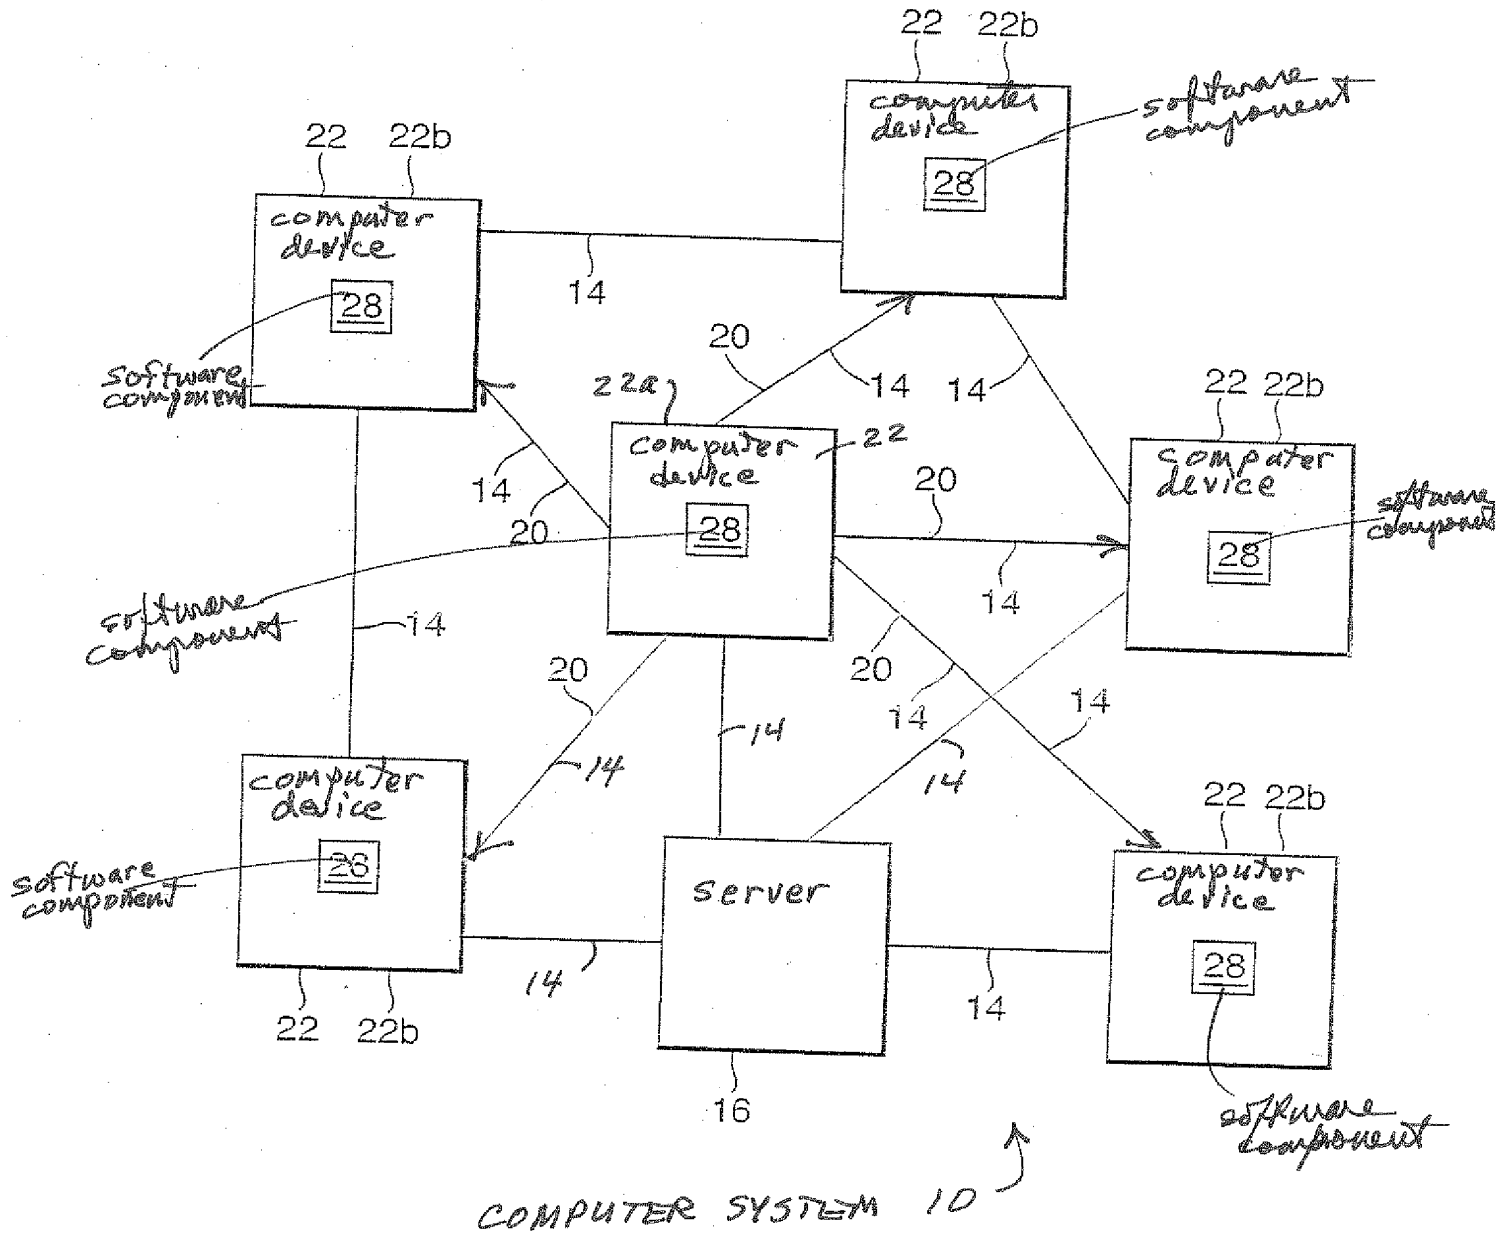 22 22b
computer
device
28
software
component
22 22b
computer
device
28
software
component
14
20
14
14
22a
computer
device
22
28
software
component
14
20
20
14
22 22b
computer
device
28
software
component
14
20
14
20
14
14
14
14
computer
device
28
software
component
22 22b
14
server
16
14
22 22b
computer
device
28
software
component
COMPUTER SYSTEM 10